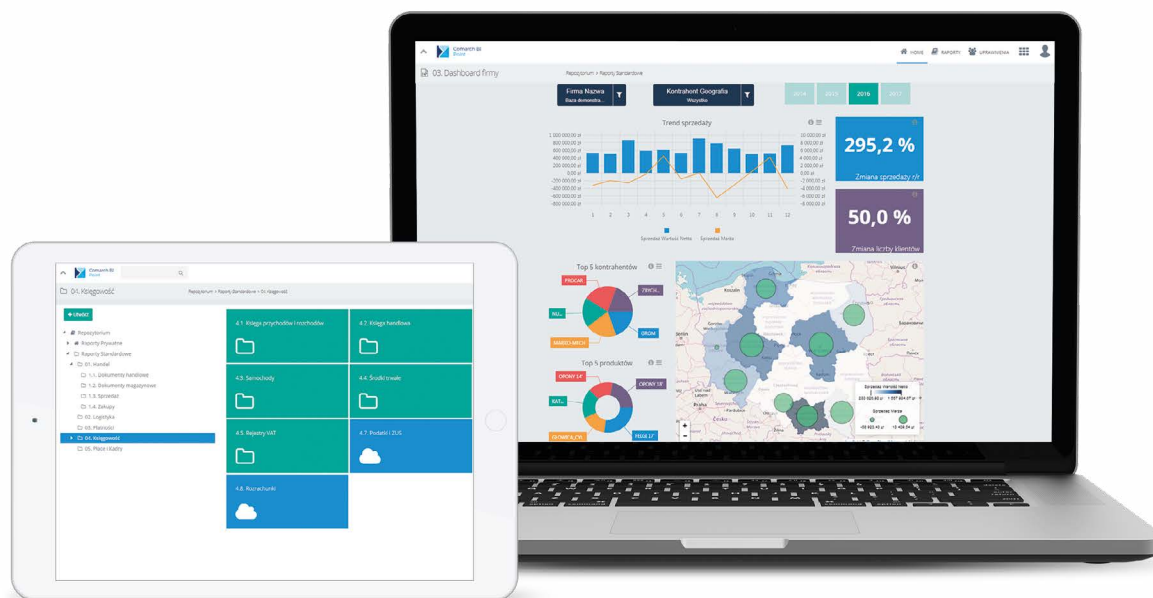 Comarch BI
Point
HOME
RAPORTY
UPRAWNIENIA
03. Dashboard firmy
Repozytorium > Raporty Standardowe
Firma Nazwa
Baza demonstra...
Kontrahent Geografia
Wszystko
2014
2015
2016
2017
Trend sprzedaży
1 000 000,00 zł
800 000,00 zł
600 000,00 zł
400 000,00 zł
200 000,00 zł
0,00 zł
-200 000,00 zł
-400 000,00 zł
-600 000,00 zł
-800 000,00 zł
10 000,00 zł
8 000,00 zł
6 000,00 zł
4 000,00 zł
2 000,00 zł
0,00 zł
-2 000,00 zł
-4 000,00 zł
-6 000,00 zł
-8 000,00 zł
1 2 3 4 5 6 7 8 9 10 11 12
Sprzedaż Wartość Netto
Sprzedaż Marża
295,2 %
Zmiana sprzedaży r/r
50,0 %
Zmiana liczby klientów
Top 5 kontrahentów
PROCAR
NU...
OROM
Top 5 produktów
OPONY 14'
OPONY 18'
KAT...
Koszalin
Vilnius
Praha
Česko
Sprzedaż Wartość Netto
Sprzedaż Marża
+
-
Comarch BI
Point
04. Księgowość
Repozytorium > Raporty Standardowe > 04. Księgowość
+ Utwórz
Repozytorium
Raporty Prywatne
Raporty Standardowe
01. Handel
1.1. Dokumenty handlowe
1.2. Dokumenty magazynowe
1.3. Sprzedaż
1.4. Zakupy
02. Logistyka
03. Płatności
04. Księgowość
05. Płace i Kadry
4.1. Księga przychodów i rozchodów
4.2. Księga handlowa
4.3. Samochody
4.4. Środki trwałe
4.5. Rejestry VAT
4.7. Podatki i ZUS
4.8. Rozrachunki